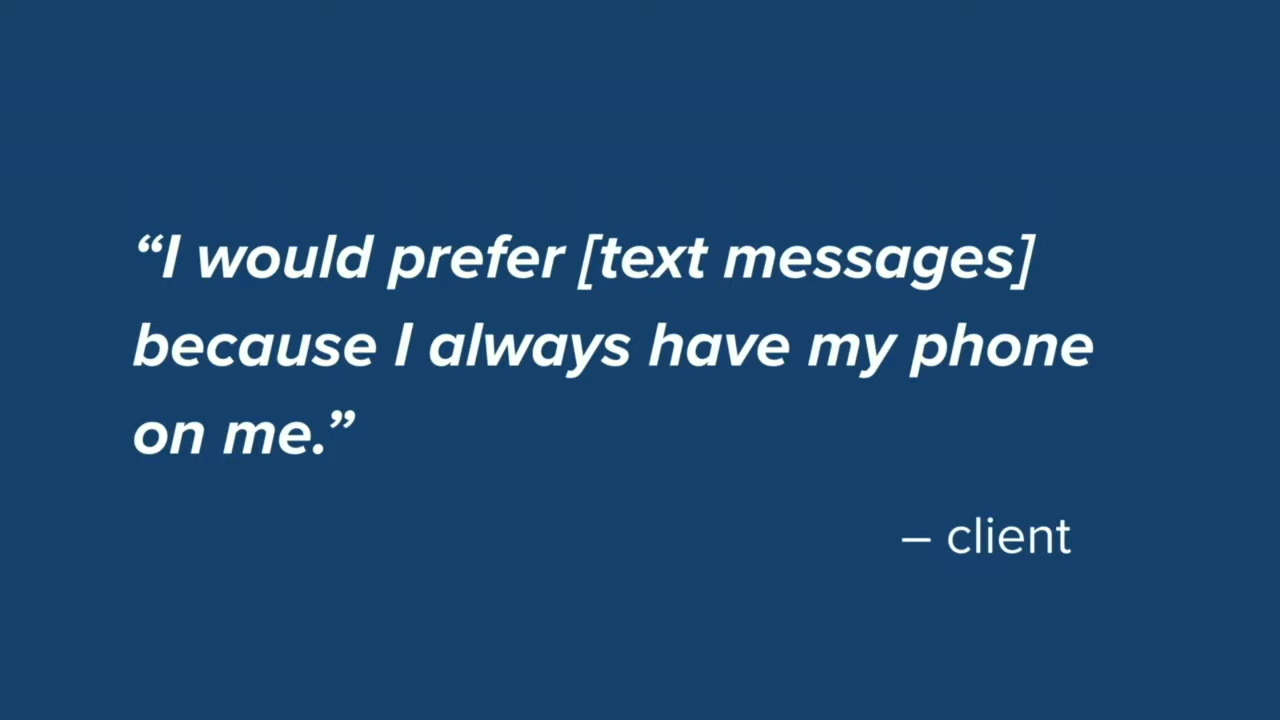 “I would prefer [text messages]
because I always have my phone
on me.”
– client